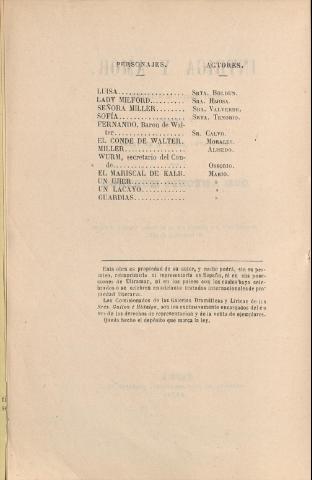 PERSONAJES. ACTORES.
LUISA................. SRTA. BOLDUN.
LADY MILFORD......... SRA. HIJOSA.
SEÑORA MILLER........ SRA. VALVERDE.
SOFÍA................. SRTA. TENORIO.
FERNANDO, Baron de Wal-
ter................. SR. CALVO.
EL CONDE DE WALTER. MORALES.
MILLER............... ALISEDO.
WURM, secretario del Con-
de................. OSSORIO.
EL MARISCAL DE KALB. MARIO.
UN UJIER............. »
UN LACAYO........... »
GUARDIAS............. »
Esta obra es propiedad de su autor, y nadie podrá, sin su per-
miso, reimprimirla ni representarla en España, ni en sus pose-
siones de Ultramar, ni en los paises con los cuales haya cele-
brados ó se celebren en adelante tratados internacionales de pro-
piedad literaria.
Los Comisionados de las Galerías Dramáticas y Líricas de los
Sres. Gullon é Hidalgo, son los exclusivamente encargados del co-
bro de los derechos de representacion y de la venta de ejemplares.
Queda hecho el depósito que marca la ley.